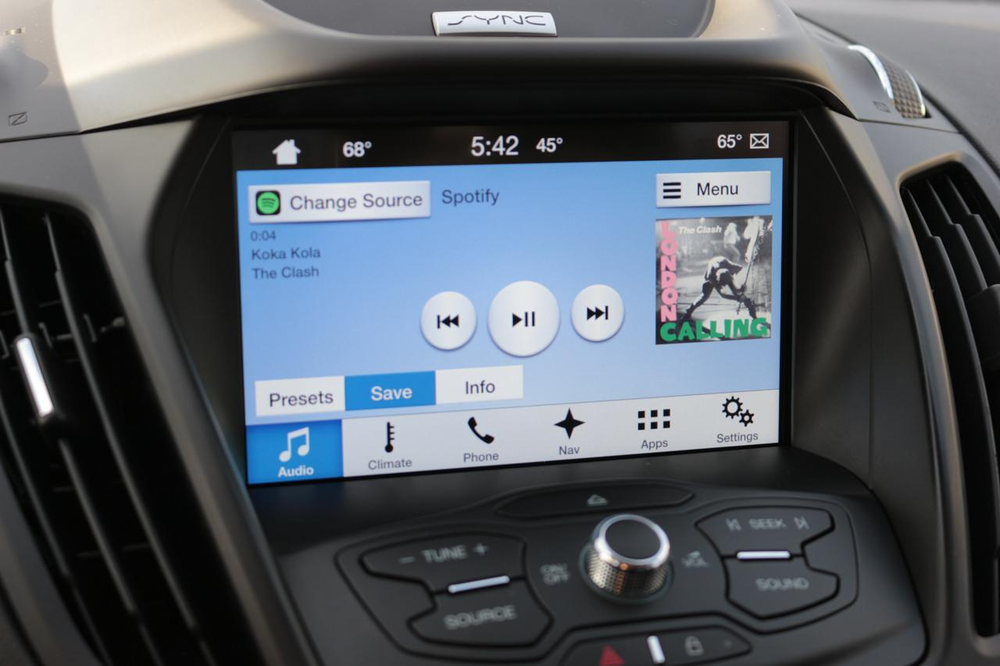 SYNC
68° 5:42 45° 65°
Change Source Spotify Menu
0:04
Koka Kola
The Clash
The Clash
LONDON
CALLING
Presets Save Info
Audio Climate Phone Nav Apps Settings
− TUNE +
SEEK
ON/
OFF
VOL
SOURCE
SOUND